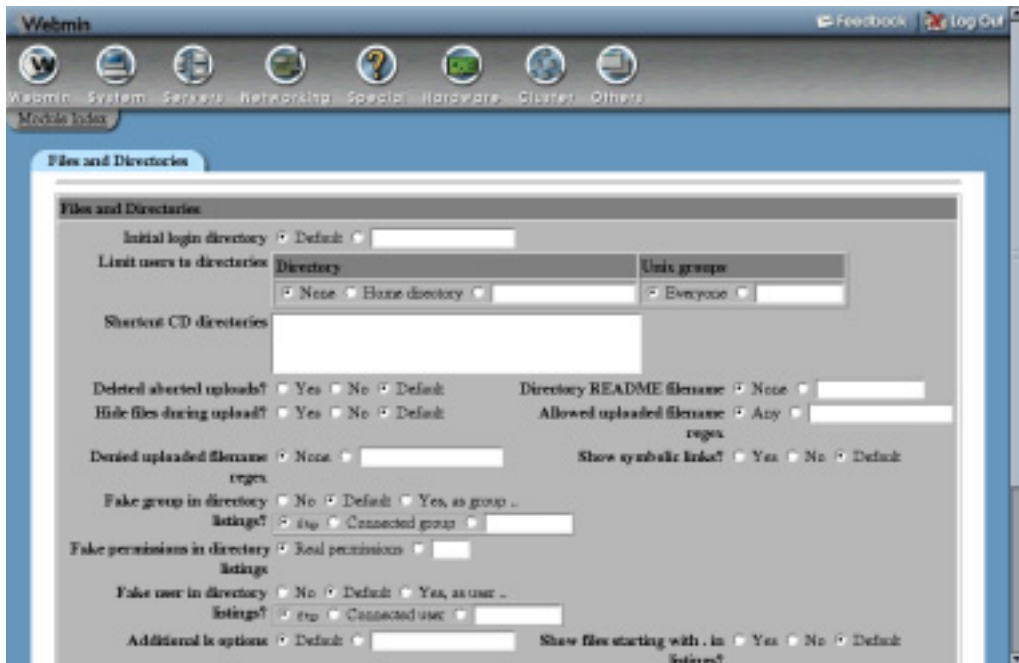 Webmin
Feedback
Log Out
Webmin System Servers Networking Special Hardware Cluster Others
Module Index
Files and Directories
Files and Directories
Initial login directory Default
Limit users to directories Directory Unix groups
None Home directory Everyone
Shortcut CD directories
Deleted aborted uploads? Yes No Default Directory README filename None
Hide files during upload? Yes No Default Allowed uploaded filename regex Any
Denied uploaded filename regex None Show symbolic links? Yes No Default
Fake group in directory listings? No Default Yes, as group ..
ftp Connected group
Fake permissions in directory listings Real permissions
Fake user in directory listings? No Default Yes, as user ..
ftp Connected user
Additional ls options Default Show files starting with . in listings? Yes No Default